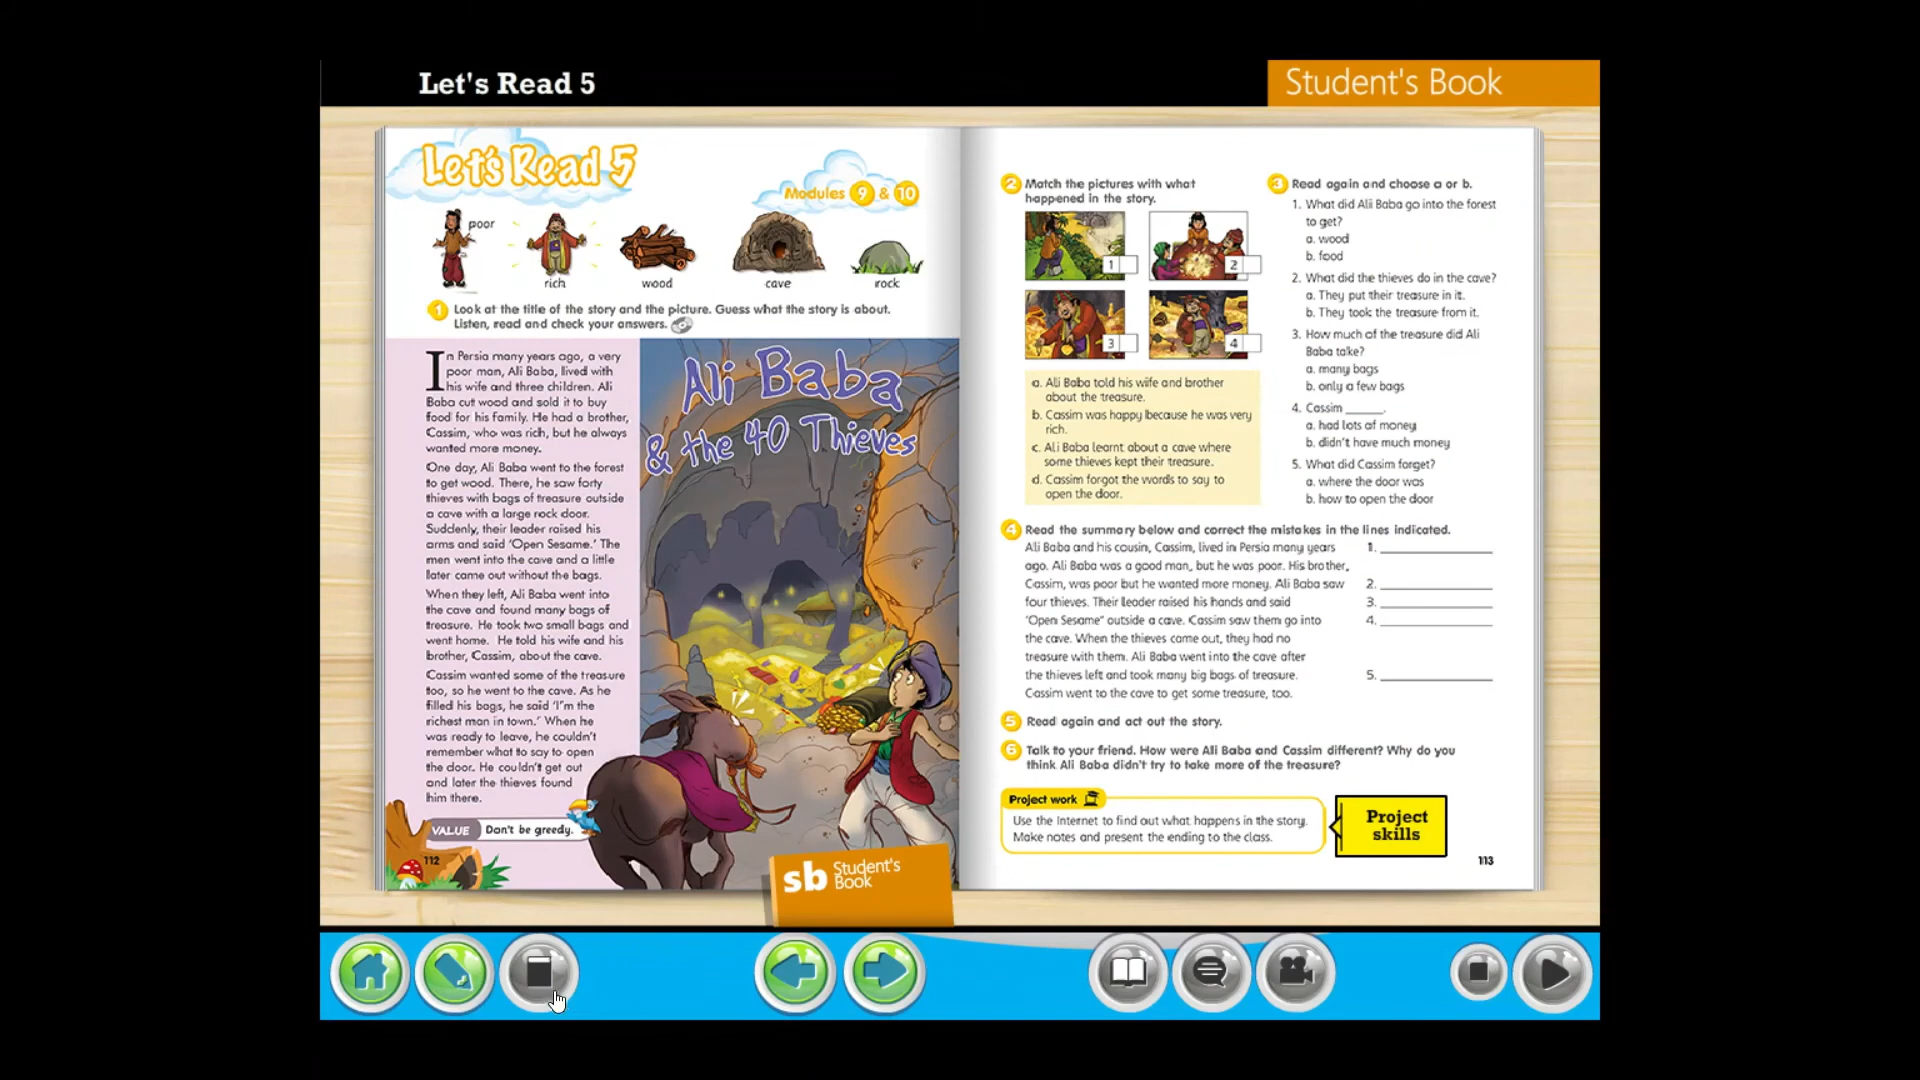 Let's Read 5
Student's Book
Let's Read 5
Modules 9 & 10
poor
rich
wood
cave
rock
1 Look at the title of the story and the picture. Guess what the story is about.
Listen, read and check your answers.
In Persia many years ago, a very
poor man, Ali Baba, lived with
his wife and three children. Ali
Baba cut wood and sold it to buy
food for his family. He had a brother,
Cassim, who was rich, but he always
wanted more money.
One day, Ali Baba went to the forest
to get wood. There, he saw forty
thieves with bags of treasure outside
a cave with a large rock door.
Suddenly, their leader raised his
arms and said 'Open Sesame.' The
men went into the cave and a little
later came out without the bags.
When they left, Ali Baba went into
the cave and found many bags of
treasure. He took two small bags and
went home. He told his wife and his
brother, Cassim, about the cave.
Cassim wanted some of the treasure
too, so he went to the cave. As he
filled his bags, he said 'I'm the
richest man in town.' When he
was ready to leave, he couldn't
remember what to say to open
the door. He couldn't get out
and later the thieves found
him there.
VALUE Don't be greedy.
112
Ali Baba
& the 40 Thieves
sb Student's
Book
2 Match the pictures with what
happened in the story.
1
2
3
4
a. Ali Baba told his wife and brother
about the treasure.
b. Cassim was happy because he was very
rich.
c. Ali Baba learnt about a cave where
some thieves kept their treasure.
d. Cassim forgot the words to say to
open the door.
3 Read again and choose a or b.
1. What did Ali Baba go into the forest
to get?
a. wood
b. food
2. What did the thieves do in the cave?
a. They put their treasure in it.
b. They took the treasure from it.
3. How much of the treasure did Ali
Baba take?
a. many bags
b. only a few bags
4. Cassim ______.
a. had lots of money
b. didn't have much money
5. What did Cassim forget?
a. where the door was
b. how to open the door
4 Read the summary below and correct the mistakes in the lines indicated.
Ali Baba and his cousin, Cassim, lived in Persia many years 1. ______
ago. Ali Baba was a good man, but he was poor. His brother,
Cassim, was poor but he wanted more money. Ali Baba saw 2. ______
four thieves. Their leader raised his hands and said 3. ______
'Open Sesame" outside a cave. Cassim saw them go into 4. ______
the cave. When the thieves came out, they had no
treasure with them. Ali Baba went into the cave after
the thieves left and took many big bags of treasure. 5. ______
Cassim went to the cave to get some treasure, too.
5 Read again and act out the story.
6 Talk to your friend. How were Ali Baba and Cassim different? Why do you
think Ali Baba didn't try to take more of the treasure?
Project work
Use the Internet to find out what happens in the story.
Make notes and present the ending to the class.
Project
skills
113